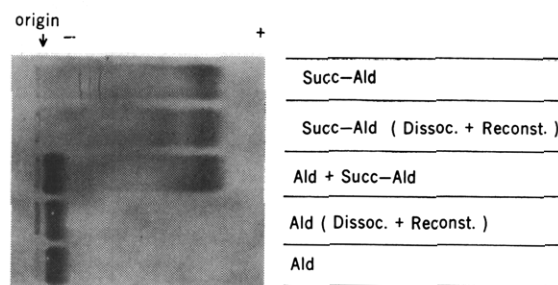 origin
↓ − +
Succ–Ald
Succ–Ald ( Dissoc. + Reconst. )
Ald + Succ–Ald
Ald ( Dissoc. + Reconst. )
Ald